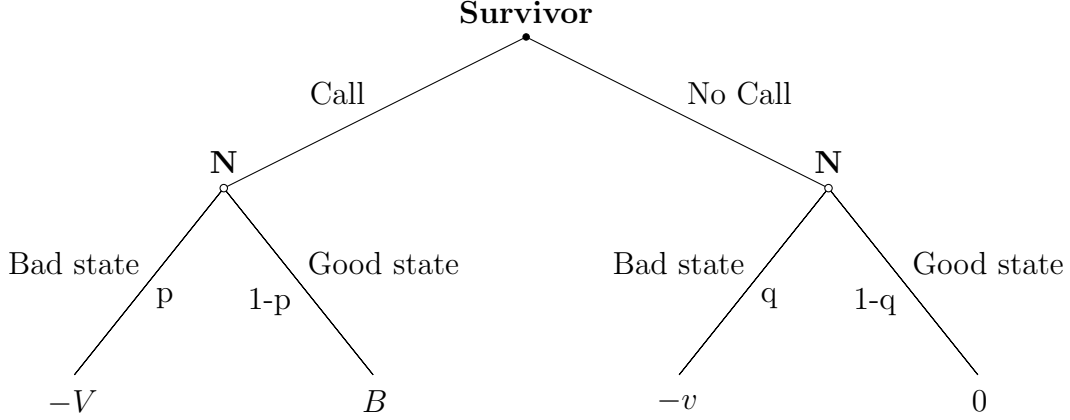 Survivor
Call
No Call
N
N
Bad state
Good state
Bad state
Good state
p
1-p
q
1-q
−V
B
−v
0